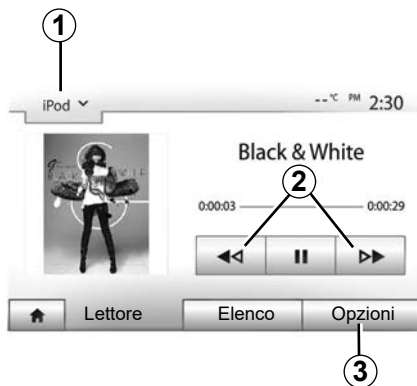 1
iPod
--°C PM 2:30
Black & White
2
0:00:03 0:00:29
Lettore Elenco Opzioni
3